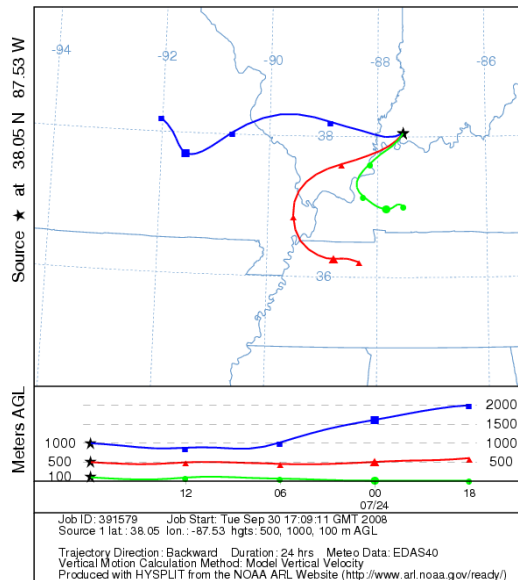 Source ★ at 38.05 N 87.53 W
-94
-92
-90
-88
-86
38
36
Meters AGL
2000
1500
1000
1000
500
500
100
12
06
00
18
07/24
Job ID: 391579 Job Start: Tue Sep 30 17:09:11 GMT 2008
Source 1 lat.: 38.05 lon.: -87.53 hgts: 500, 1000, 100 m AGL
Trajectory Direction: Backward Duration: 24 hrs Meteo Data: EDAS40
Vertical Motion Calculation Method: Model Vertical Velocity
Produced with HYSPLIT from the NOAA ARL Website (http://www.arl.noaa.gov/ready/)